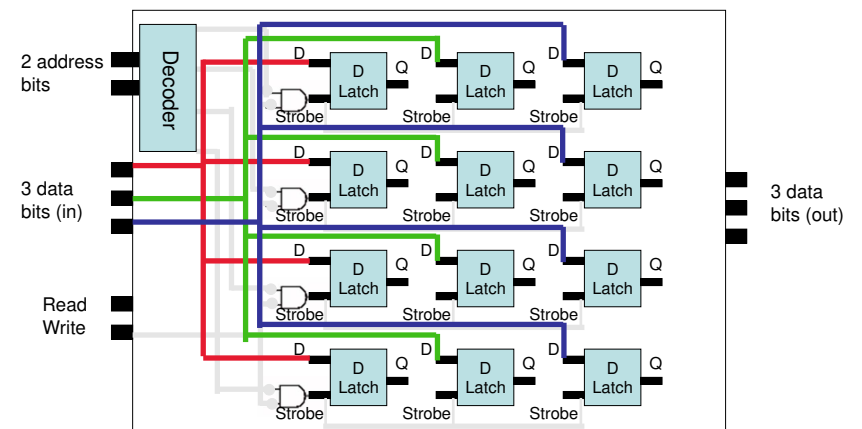 2 address
bits
Decoder
3 data
bits (in)
Read
Write
D
D
Latch
Q
Strobe
D
D
Latch
Q
Strobe
D
D
Latch
Q
Strobe
D
D
Latch
Q
Strobe
D
D
Latch
Q
Strobe
D
D
Latch
Q
Strobe
D
D
Latch
Q
Strobe
D
D
Latch
Q
Strobe
D
D
Latch
Q
Strobe
D
D
Latch
Q
Strobe
D
D
Latch
Q
Strobe
D
D
Latch
Q
Strobe
3 data
bits (out)